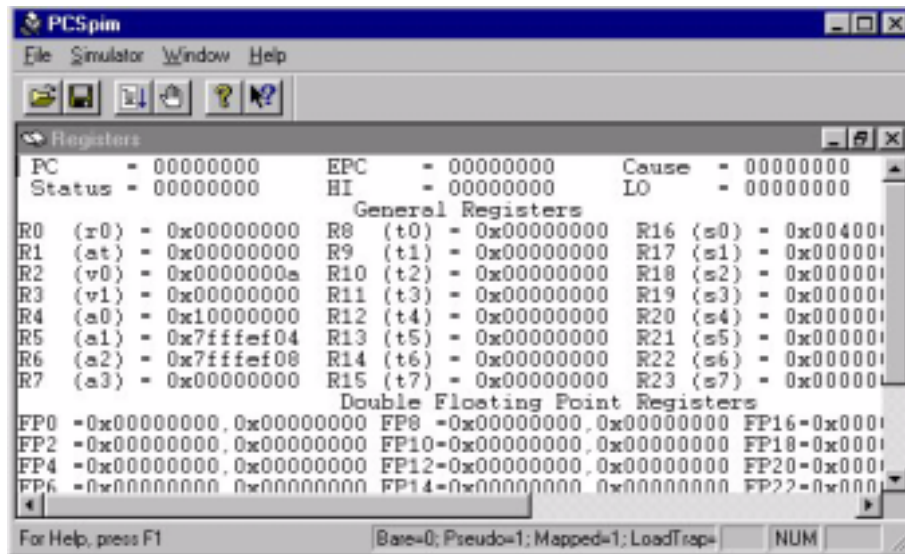 PCSpim
File Simulator Window Help
Registers
PC = 00000000 EPC = 00000000 Cause = 00000000
Status = 00000000 HI = 00000000 LO = 00000000
General Registers
R0 (r0) = 0x00000000 R8 (t0) = 0x00000000 R16 (s0) = 0x00400
R1 (at) = 0x00000000 R9 (t1) = 0x00000000 R17 (s1) = 0x00000
R2 (v0) = 0x0000000a R10 (t2) = 0x00000000 R18 (s2) = 0x00000
R3 (v1) = 0x00000000 R11 (t3) = 0x00000000 R19 (s3) = 0x00000
R4 (a0) = 0x10000000 R12 (t4) = 0x00000000 R20 (s4) = 0x00000
R5 (a1) = 0x7fffef04 R13 (t5) = 0x00000000 R21 (s5) = 0x00000
R6 (a2) = 0x7fffef08 R14 (t6) = 0x00000000 R22 (s6) = 0x00000
R7 (a3) = 0x00000000 R15 (t7) = 0x00000000 R23 (s7) = 0x00000
Double Floating Point Registers
FP0 =0x00000000,0x00000000 FP8 =0x00000000,0x00000000 FP16=0x000
FP2 =0x00000000,0x00000000 FP10=0x00000000,0x00000000 FP18=0x000
FP4 =0x00000000,0x00000000 FP12=0x00000000,0x00000000 FP20=0x000
FP6 =0x00000000,0x00000000 FP14=0x00000000,0x00000000 FP22=0x000
For Help, press F1 Bare=0; Pseudo=1; Mapped=1; LoadTrap= NUM